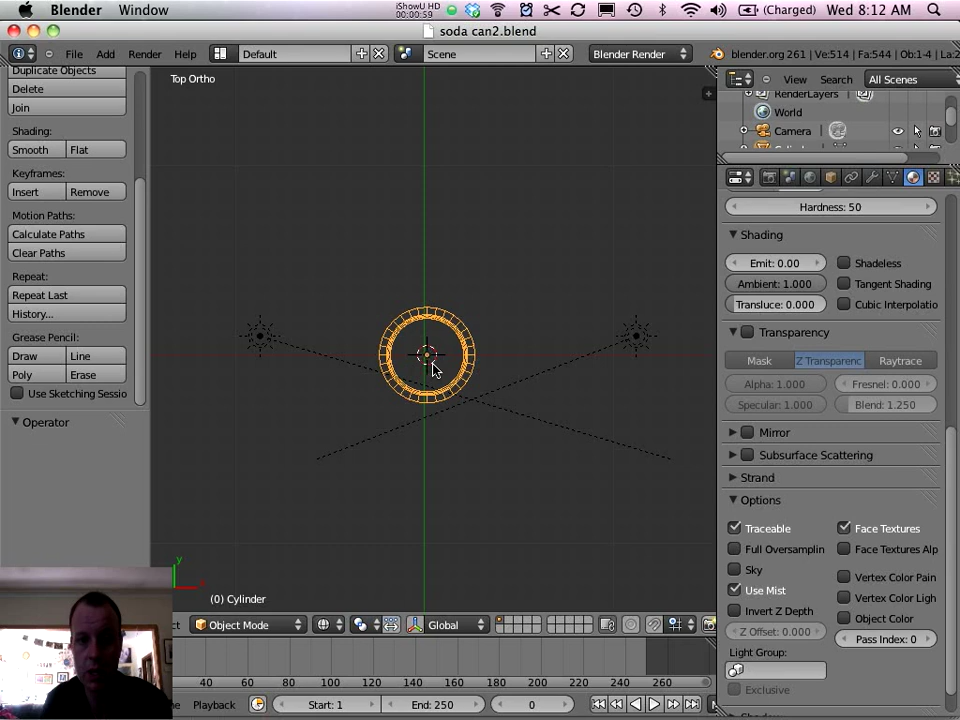 Blender Window iShowU HD 00:00:59 (Charged) Wed 8:12 AM
soda can2.blend
File Add Render Help Default Scene Blender Render blender.org 261 | Ve:514 | Fa:544 | Ob:1-4 | La:2
Duplicate Objects
Delete
Join
Shading:
Smooth Flat
Keyframes:
Insert Remove
Motion Paths:
Calculate Paths
Clear Paths
Repeat:
Repeat Last
History...
Grease Pencil:
Draw Line
Poly Erase
Use Sketching Sessio
Operator
Top Ortho
y
(0) Cylinder
ct Object Mode Global
40 60 80 100 120 140 160 180 200 220 240 260
Playback Start: 1 End: 250 0
View Search All Scenes
RenderLayers
World
Camera
Hardness: 50
Shading
Emit: 0.00 Shadeless
Ambient: 1.000 Tangent Shading
Transluce: 0.000 Cubic Interpolatio
Transparency
Mask Z Transparenc Raytrace
Alpha: 1.000 Fresnel: 0.000
Specular: 1.000 Blend: 1.250
Mirror
Subsurface Scattering
Strand
Options
Traceable Face Textures
Full Oversamplin Face Textures Alp
Sky Vertex Color Pain
Use Mist Vertex Color Ligh
Invert Z Depth Object Color
Z Offset: 0.000 Pass Index: 0
Light Group:
Exclusive